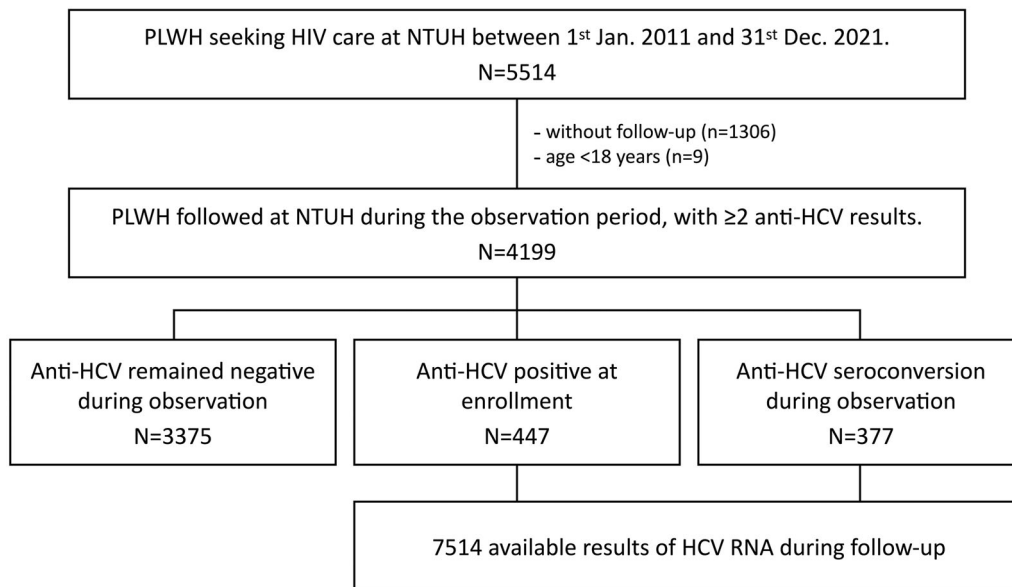 PLWH seeking HIV care at NTUH between 1st Jan. 2011 and 31st Dec. 2021.
N=5514
- without follow-up (n=1306)
- age <18 years (n=9)
PLWH followed at NTUH during the observation period, with ≥2 anti-HCV results.
N=4199
Anti-HCV remained negative
during observation
N=3375
Anti-HCV positive at
enrollment
N=447
Anti-HCV seroconversion
during observation
N=377
7514 available results of HCV RNA during follow-up